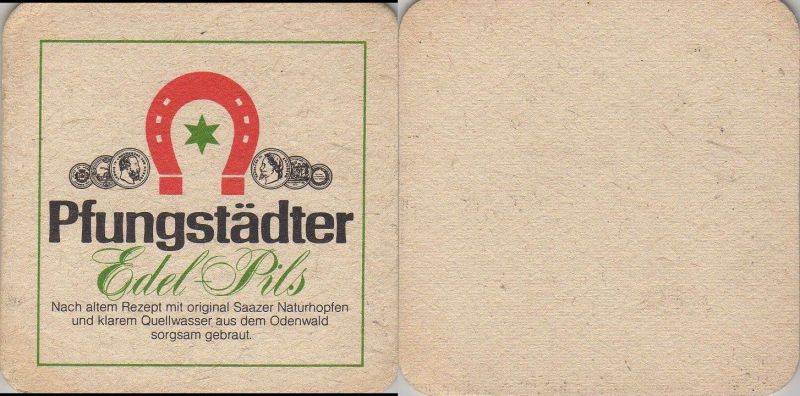 Pfungstädter
Edel-Pils
Nach altem Rezept mit original Saazer Naturhopfen
und klarem Quellwasser aus dem Odenwald
sorgsam gebraut.